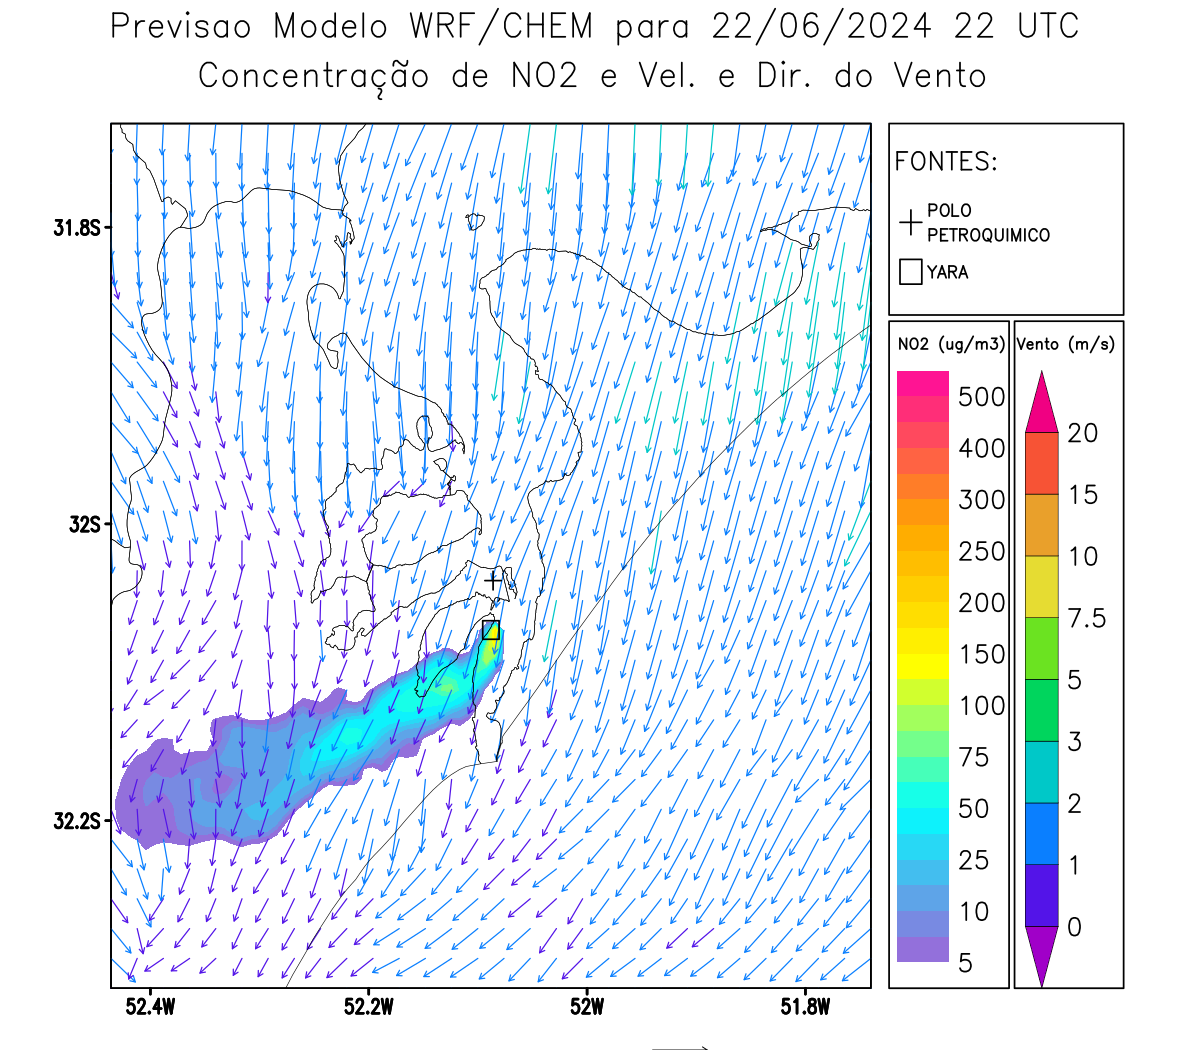 Previsao Modelo WRF/CHEM para 22/06/2024 22 UTC
Concentração de NO2 e Vel. e Dir. do Vento
FONTES:
POLO
PETROQUIMICO
YARA
31.8S
32S
32.2S
52.4W
52.2W
52W
51.8W
NO2 (ug/m3)
500
400
300
250
200
150
100
75
50
25
10
5
Vento (m/s)
20
15
10
7.5
5
3
2
1
0